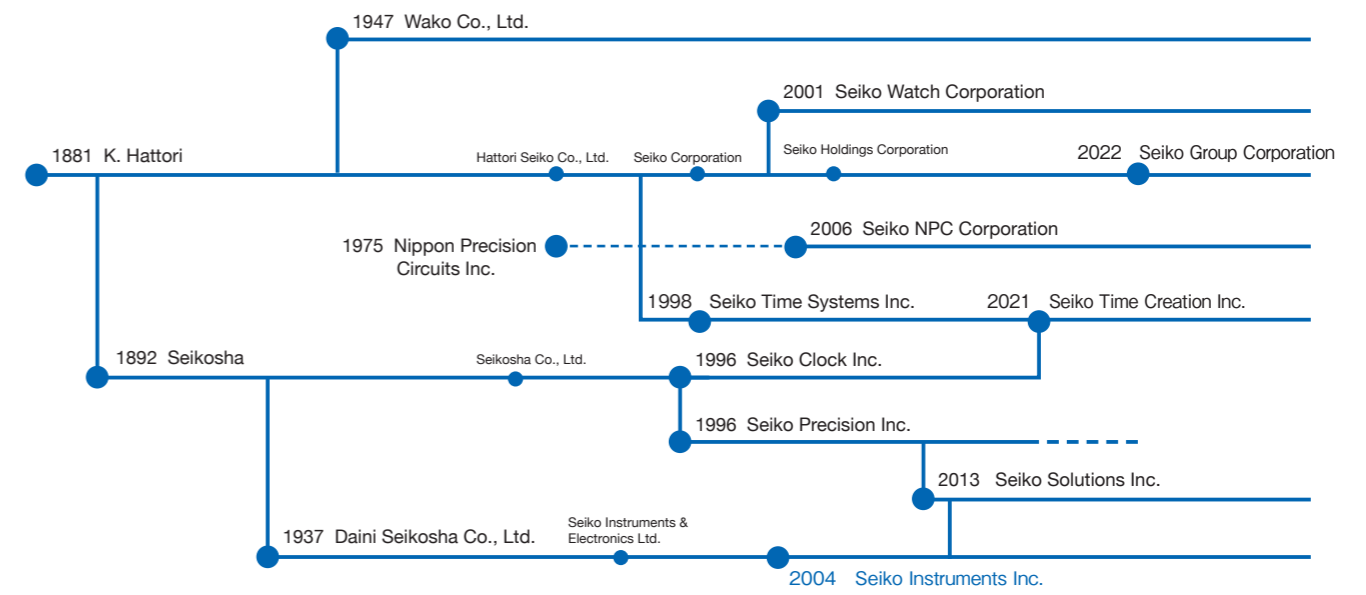 1947 Wako Co., Ltd.
2001 Seiko Watch Corporation
1881 K. Hattori
Hattori Seiko Co., Ltd.
Seiko Corporation
Seiko Holdings Corporation
2022 Seiko Group Corporation
1975 Nippon Precision
Circuits Inc.
2006 Seiko NPC Corporation
1998 Seiko Time Systems Inc.
2021 Seiko Time Creation Inc.
1892 Seikosha
Seikosha Co., Ltd.
1996 Seiko Clock Inc.
1996 Seiko Precision Inc.
2013 Seiko Solutions Inc.
1937 Daini Seikosha Co., Ltd.
Seiko Instruments &
Electronics Ltd.
2004 Seiko Instruments Inc.